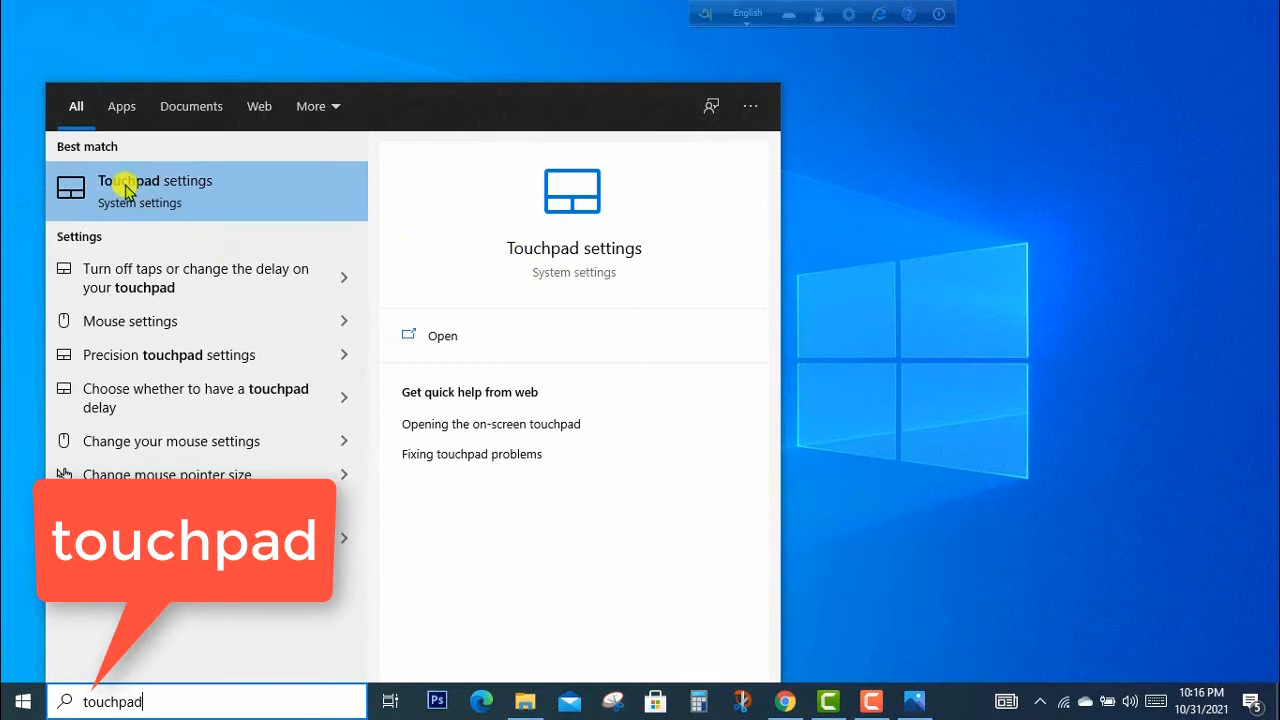 English
All
Apps
Documents
Web
More
Best match
Touchpad settings
System settings
Settings
Turn off taps or change the delay on
your touchpad
Mouse settings
Precision touchpad settings
Choose whether to have a touchpad
delay
Change your mouse settings
Change mouse pointer size
touchpad
Touchpad settings
System settings
Open
Get quick help from web
Opening the on-screen touchpad
Fixing touchpad problems
touchpad
Ps
10:16 PM
10/31/2021
5